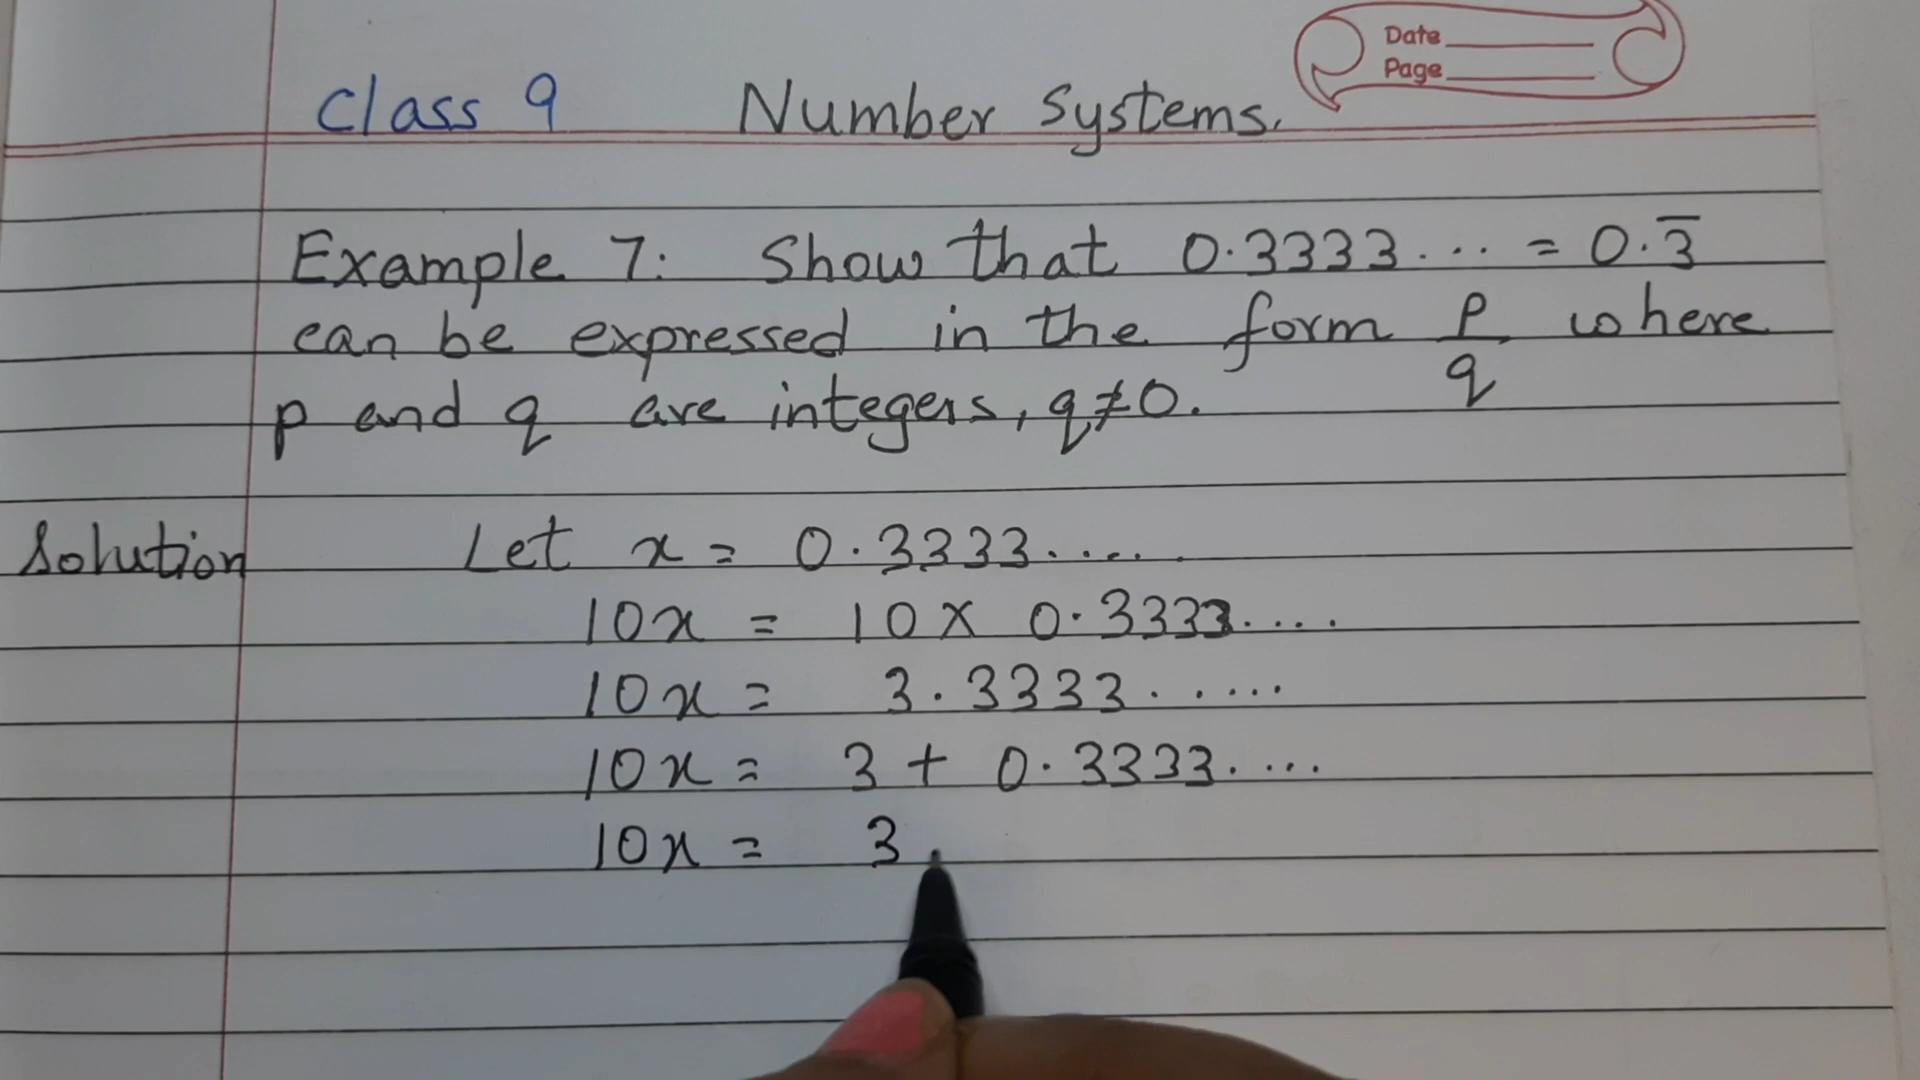 Date
Page
Class 9 Number Systems.
Example 7: Show that 0.3333... = 0.3̅
can be expressed in the form p/q where
p and q are integers, q≠0.
Solution Let x = 0.3333.....
10x = 10 × 0.3333....
10x = 3.3333.....
10x = 3 + 0.3333....
10x = 3